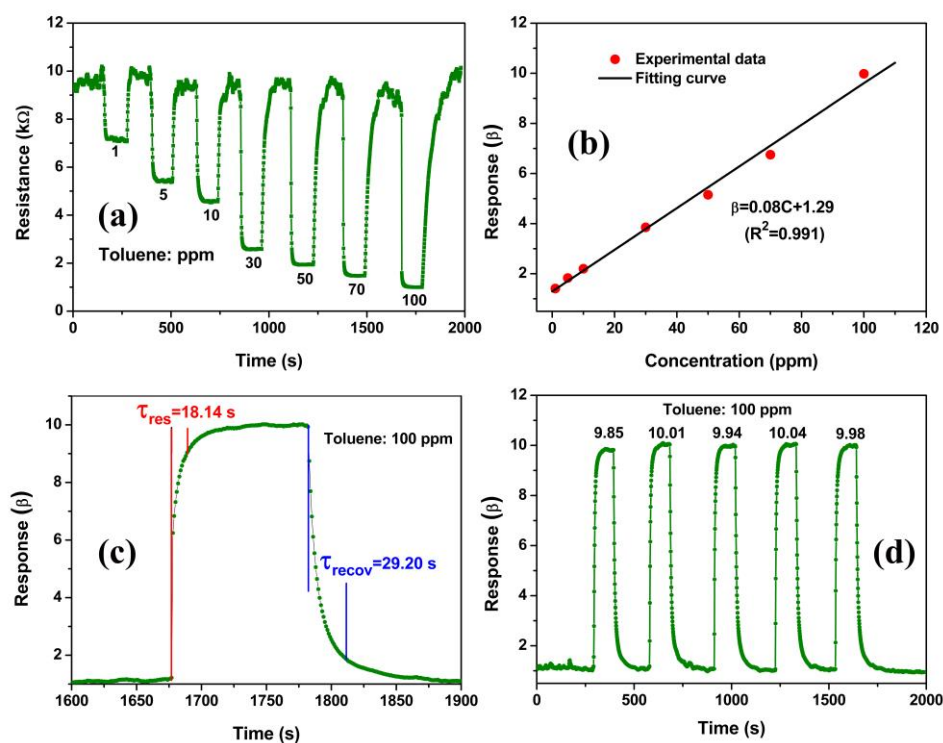 12
10
8
6
4
2
0
Resistance (kΩ)
1
5
10
30
50
70
100
(a)
Toluene: ppm
0 500 1000 1500 2000
Time (s)
12
10
8
6
4
2
Response (β)
Experimental data
Fitting curve
(b)
β=0.08C+1.29
(R²=0.991)
0 20 40 60 80 100 120
Concentration (ppm)
12
10
8
6
4
2
Response (β)
τres=18.14 s
Toluene: 100 ppm
(c)
τrecov=29.20 s
1600 1650 1700 1750 1800 1850 1900
Time (s)
12
10
8
6
4
2
Response (β)
Toluene: 100 ppm
9.85 10.01 9.94 10.04 9.98
(d)
0 500 1000 1500 2000
Time (s)